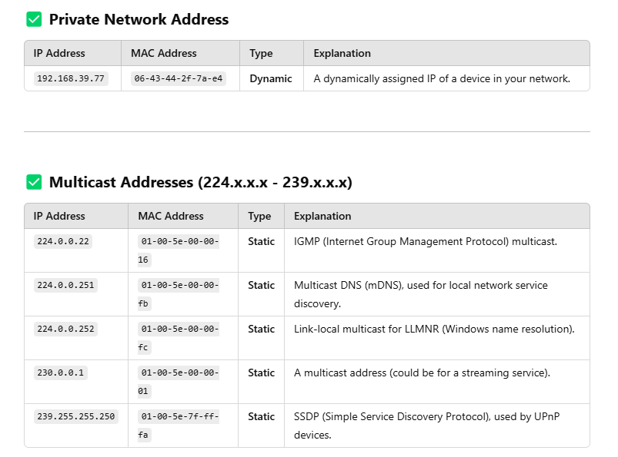 ✅ Private Network Address
IP Address MAC Address Type Explanation
192.168.39.77 06-43-44-2f-7a-e4 Dynamic A dynamically assigned IP of a device in your network.
✅ Multicast Addresses (224.x.x.x - 239.x.x.x)
IP Address MAC Address Type Explanation
224.0.0.22 01-00-5e-00-00- Static IGMP (Internet Group Management Protocol) multicast.
16
224.0.0.251 01-00-5e-00-00- Static Multicast DNS (mDNS), used for local network service
fb discovery.
224.0.0.252 01-00-5e-00-00- Static Link-local multicast for LLMNR (Windows name resolution).
fc
230.0.0.1 01-00-5e-00-00- Static A multicast address (could be for a streaming service).
01
239.255.255.250 01-00-5e-7f-ff- Static SSDP (Simple Service Discovery Protocol), used by UPnP
fa devices.